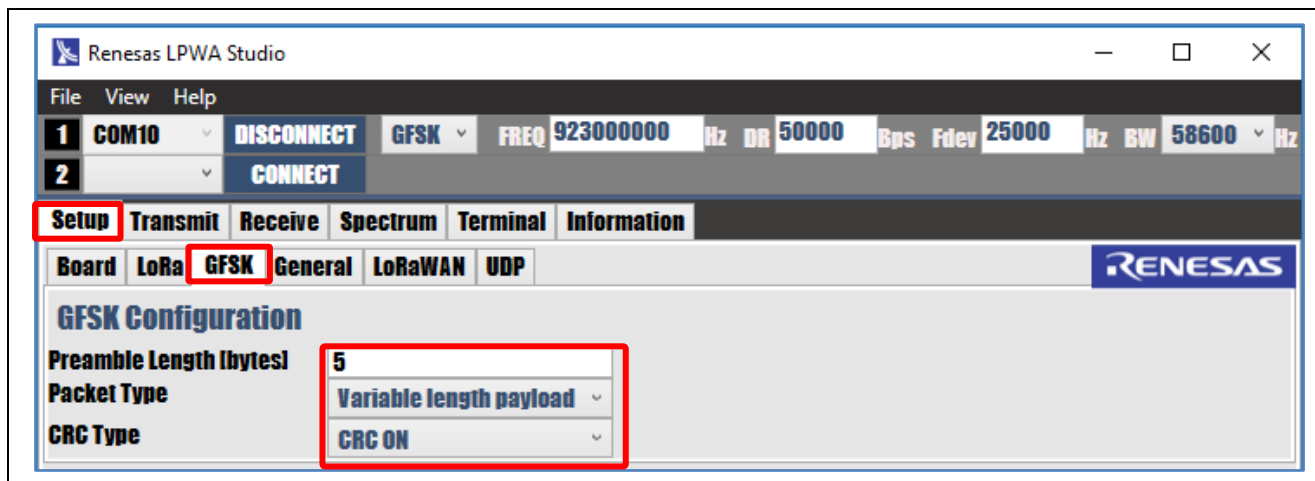 Renesas LPWA Studio
File View Help
1 COM10 DISCONNECT GFSK FREQ 923000000 Hz DR 50000 Bps Fdev 25000 Hz BW 58600 Hz
2 CONNECT
Setup Transmit Receive Spectrum Terminal Information
Board LoRa GFSK General LoRaWAN UDP RENESAS
GFSK Configuration
Preamble Length [bytes] 5
Packet Type Variable length payload
CRC Type CRC ON